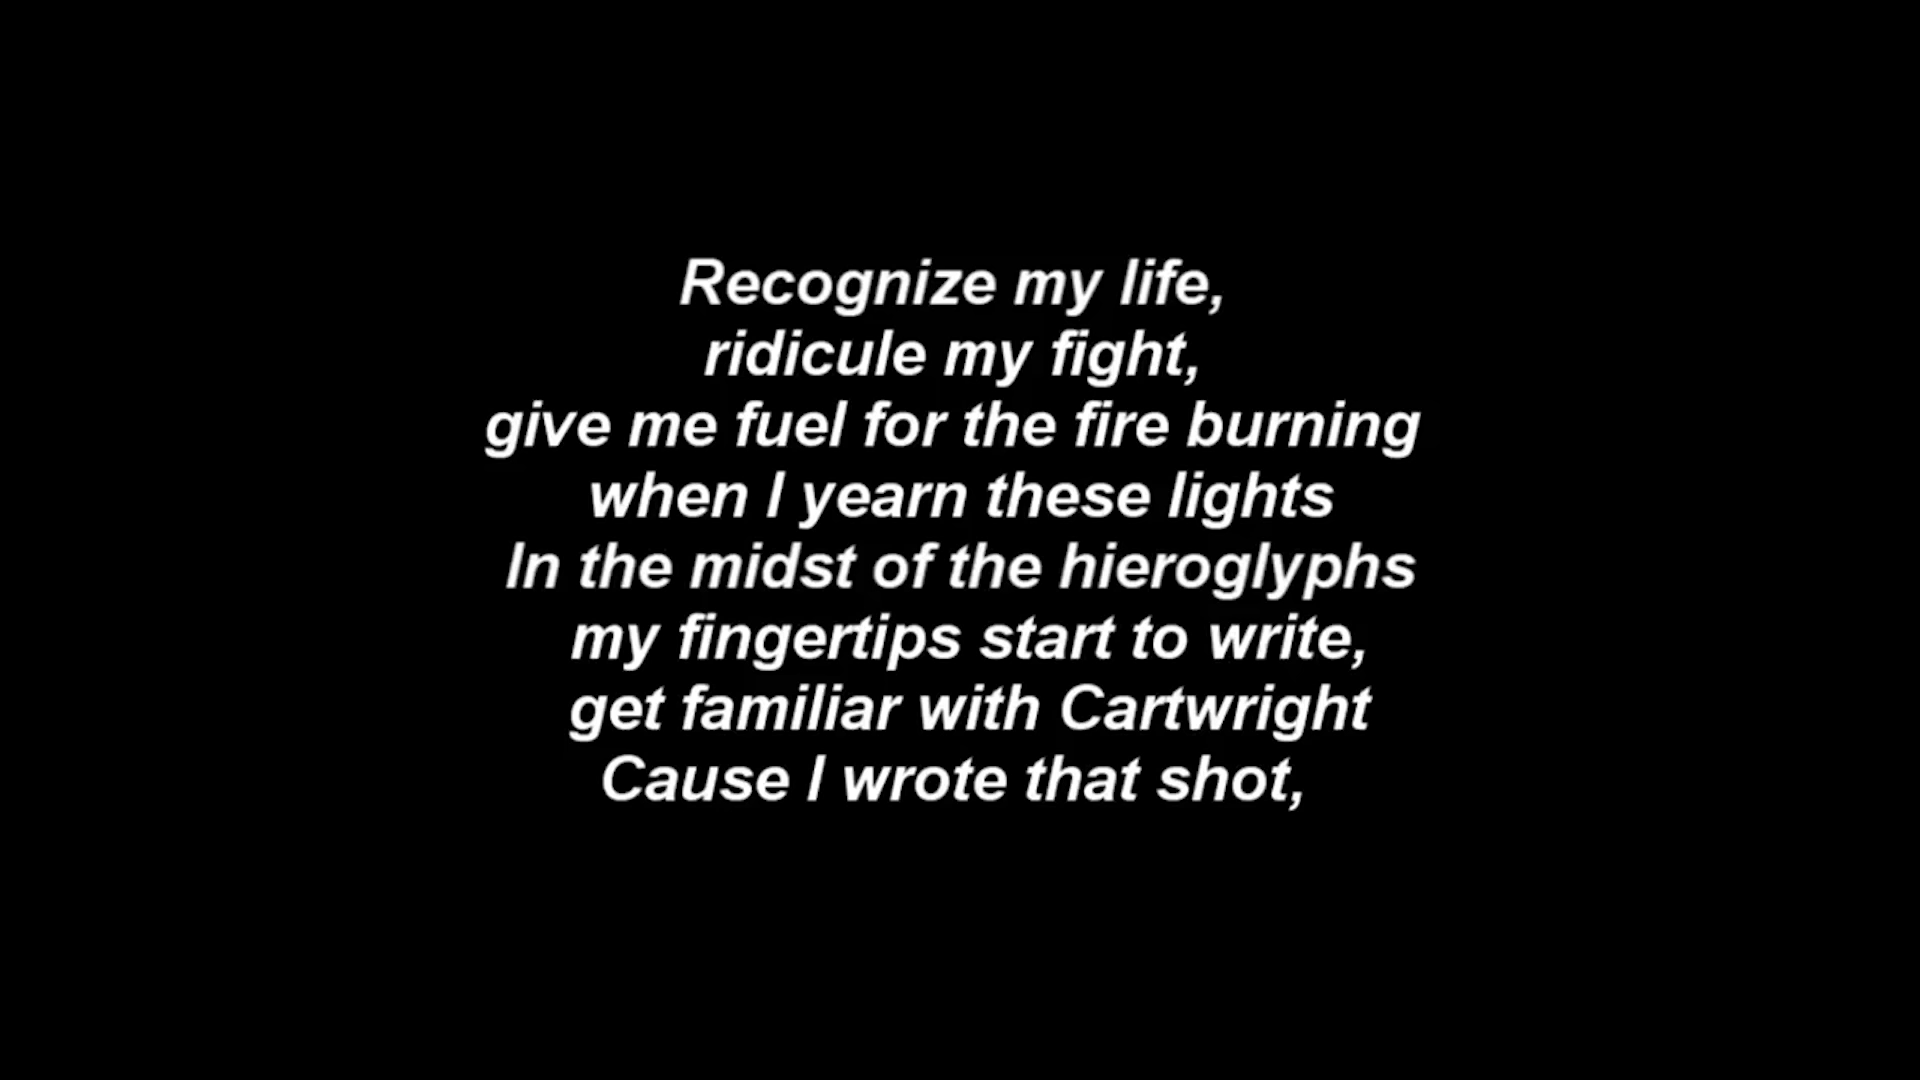 Recognize my life,
ridicule my fight,
give me fuel for the fire burning
when I yearn these lights
In the midst of the hieroglyphs
my fingertips start to write,
get familiar with Cartwright
Cause I wrote that shot,